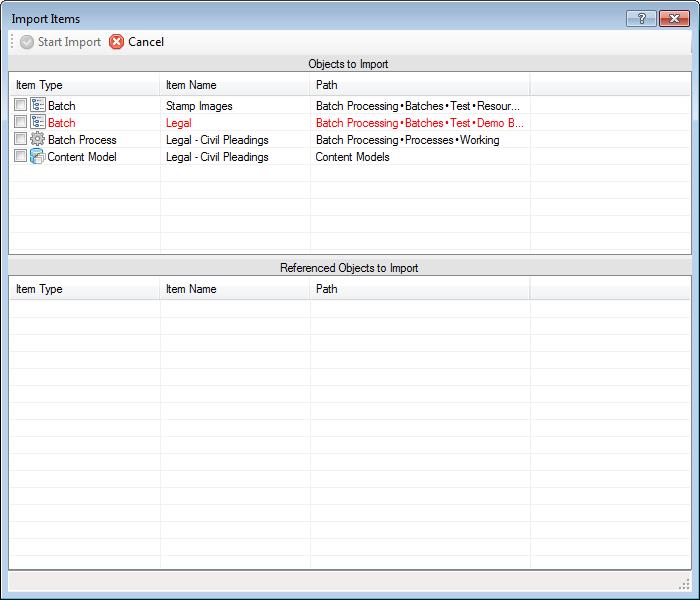 Import Items
?
Start Import Cancel
Objects to Import
Item Type Item Name Path
Batch Stamp Images Batch Processing•Batches•Test•Resour...
Batch Legal Batch Processing•Batches•Test•Demo B...
Batch Process Legal - Civil Pleadings Batch Processing•Processes•Working
Content Model Legal - Civil Pleadings Content Models
Referenced Objects to Import
Item Type Item Name Path